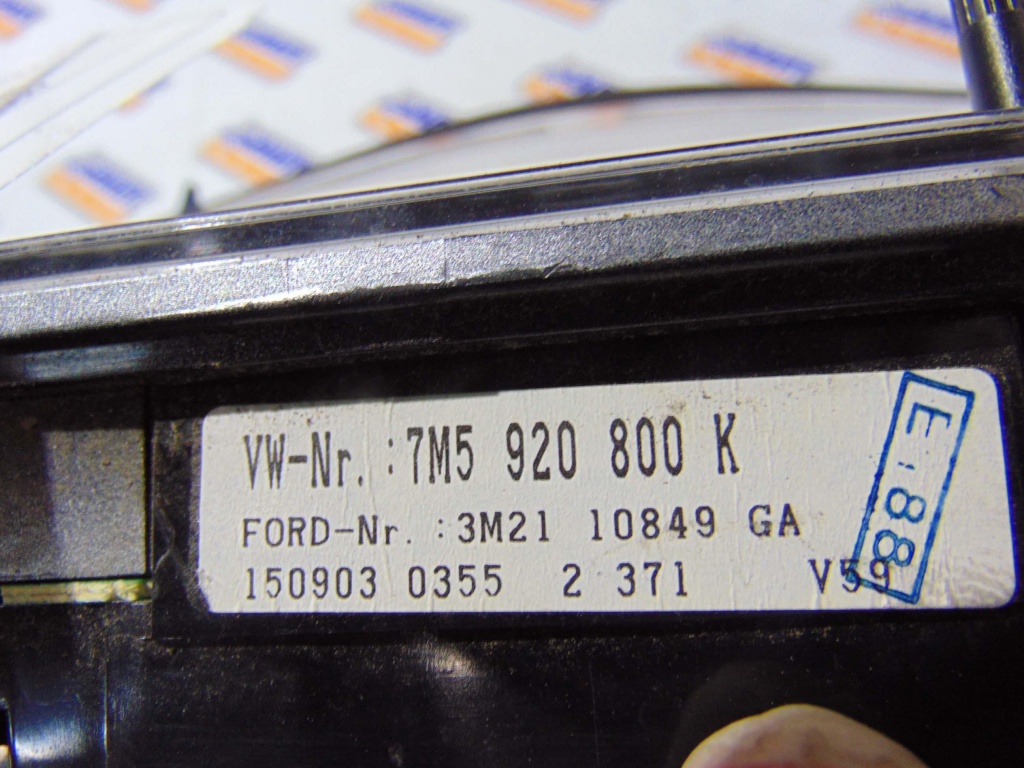 VW-Nr. :7M5 920 800 K
FORD-Nr. :3M21 10849 GA
150903 0355 2 371 V59
E'88